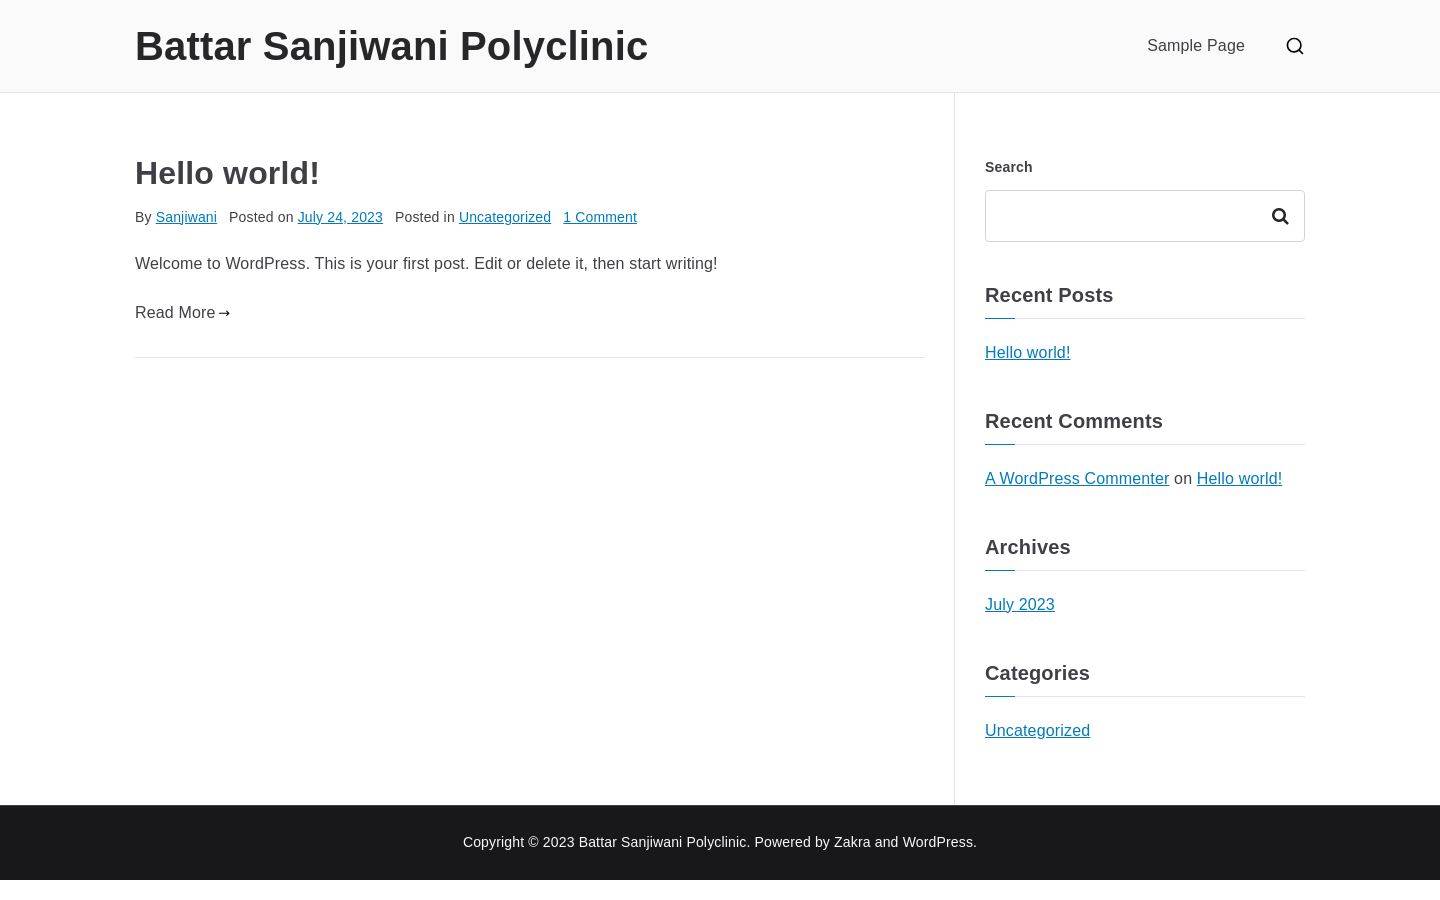 Battar Sanjiwani Polyclinic
Sample Page
Hello world!
By Sanjiwani Posted on July 24, 2023 Posted in Uncategorized 1 Comment
Welcome to WordPress. This is your first post. Edit or delete it, then start writing!
Read More→
Search
Recent Posts
Hello world!
Recent Comments
A WordPress Commenter on Hello world!
Archives
July 2023
Categories
Uncategorized
Copyright © 2023 Battar Sanjiwani Polyclinic. Powered by Zakra and WordPress.